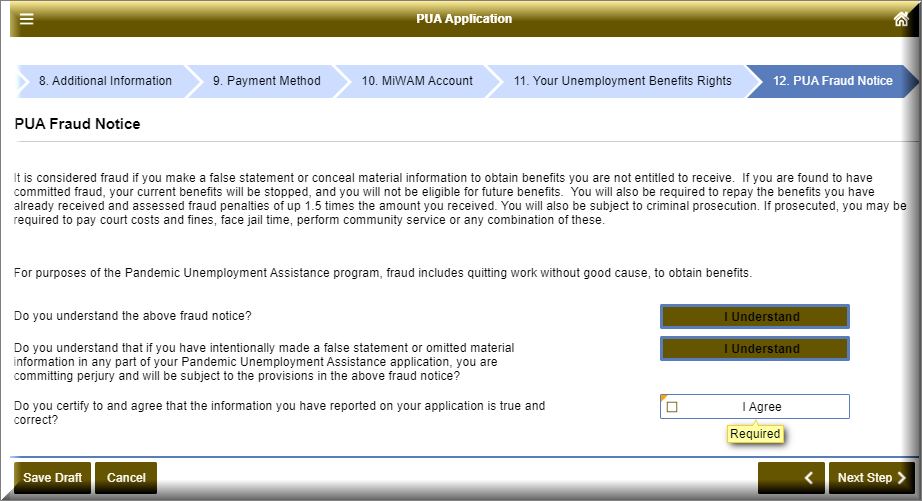 PUA Application
8. Additional Information
9. Payment Method
10. MiWAM Account
11. Your Unemployment Benefits Rights
12. PUA Fraud Notice
PUA Fraud Notice
It is considered fraud if you make a false statement or conceal material information to obtain benefits you are not entitled to receive.  If you are found to have
committed fraud, your current benefits will be stopped, and you will not be eligible for future benefits.  You will also be required to repay the benefits you have
already received and assessed fraud penalties of up 1.5 times the amount you received. You will also be subject to criminal prosecution. If prosecuted, you may be
required to pay court costs and fines, face jail time, perform community service or any combination of these.
For purposes of the Pandemic Unemployment Assistance program, fraud includes quitting work without good cause, to obtain benefits.
Do you understand the above fraud notice?
I Understand
Do you understand that if you have intentionally made a false statement or omitted material
information in any part of your Pandemic Unemployment Assistance application, you are
committing perjury and will be subject to the provisions in the above fraud notice?
I Understand
Do you certify to and agree that the information you have reported on your application is true and
correct?
I Agree
Required
Save Draft
Cancel
Next Step